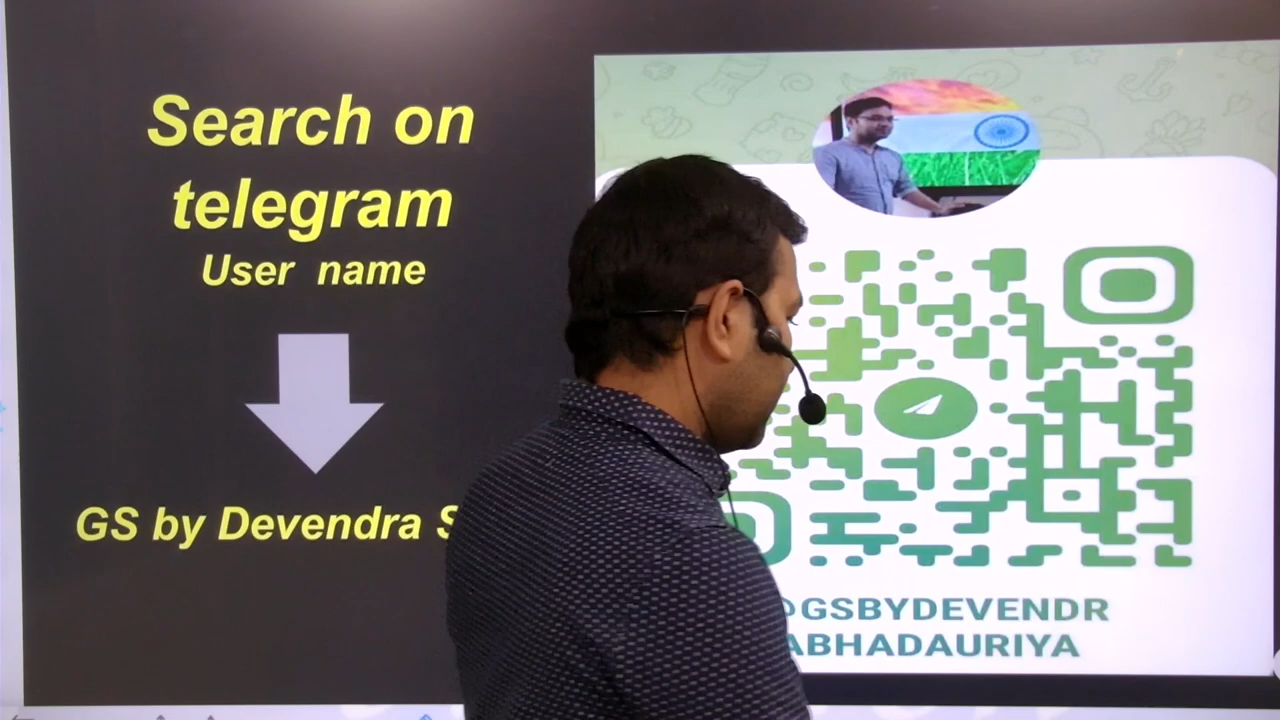 Search on
telegram
User name
GS by Devendra
GSBYDEVENDR
ABHADAURIYA